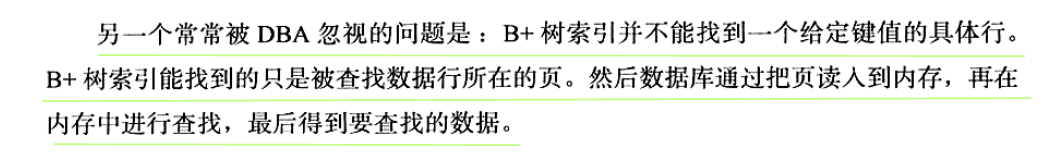 另一个常常被 DBA 忽视的问题是：B+ 树索引并不能找到一个给定键值的具体行。
B+ 树索引能找到的只是被查找数据行所在的页。然后数据库通过把页读入到内存，再在
内存中进行查找，最后得到要查找的数据。